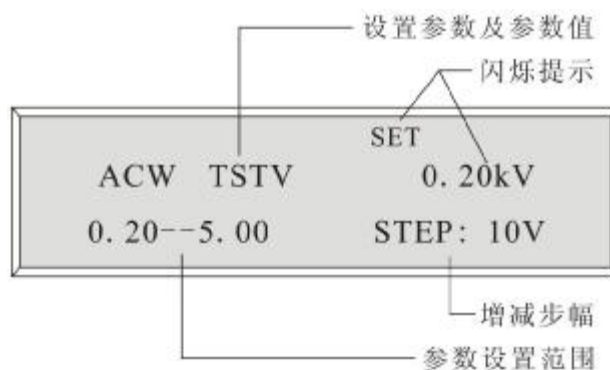 设置参数及参数值
闪烁提示
SET
ACW TSTV 0.20kV
0.20--5.00 STEP: 10V
增减步幅
参数设置范围